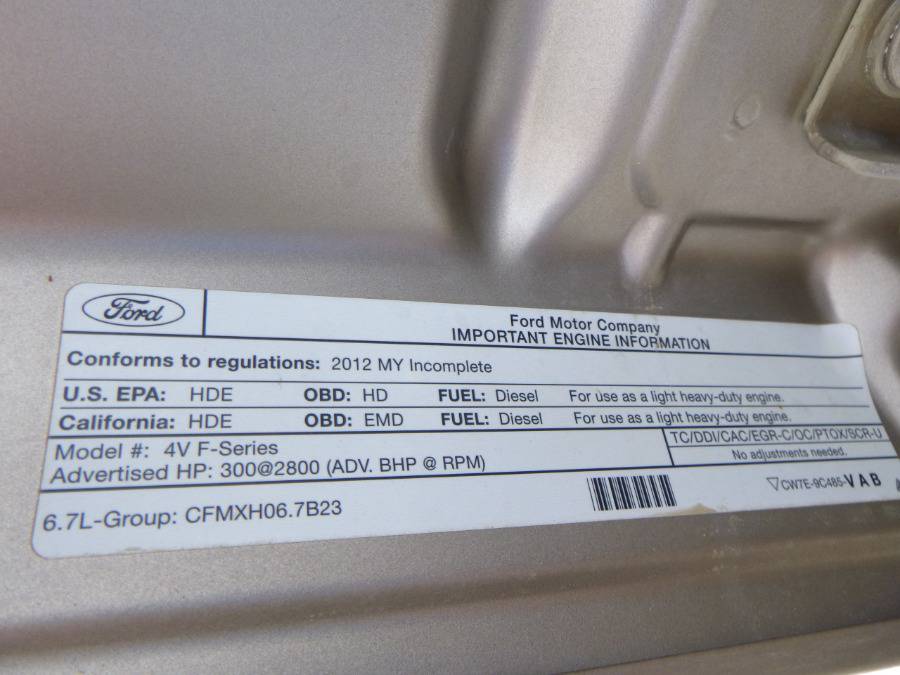 Ford
Ford Motor Company
IMPORTANT ENGINE INFORMATION
Conforms to regulations: 2012 MY Incomplete
U.S. EPA: HDE OBD: HD FUEL: Diesel For use as a light heavy-duty engine.
California: HDE OBD: EMD FUEL: Diesel For use as a light heavy-duty engine.
Model #: 4V F-Series
TC/DDI/CAC/EGR-C/OC/PTOX/SCR-U
Advertised HP: 300@2800 (ADV. BHP @ RPM)
No adjustments needed.
6.7L-Group: CFMXH06.7B23
▽CW7E-9C485-VAB